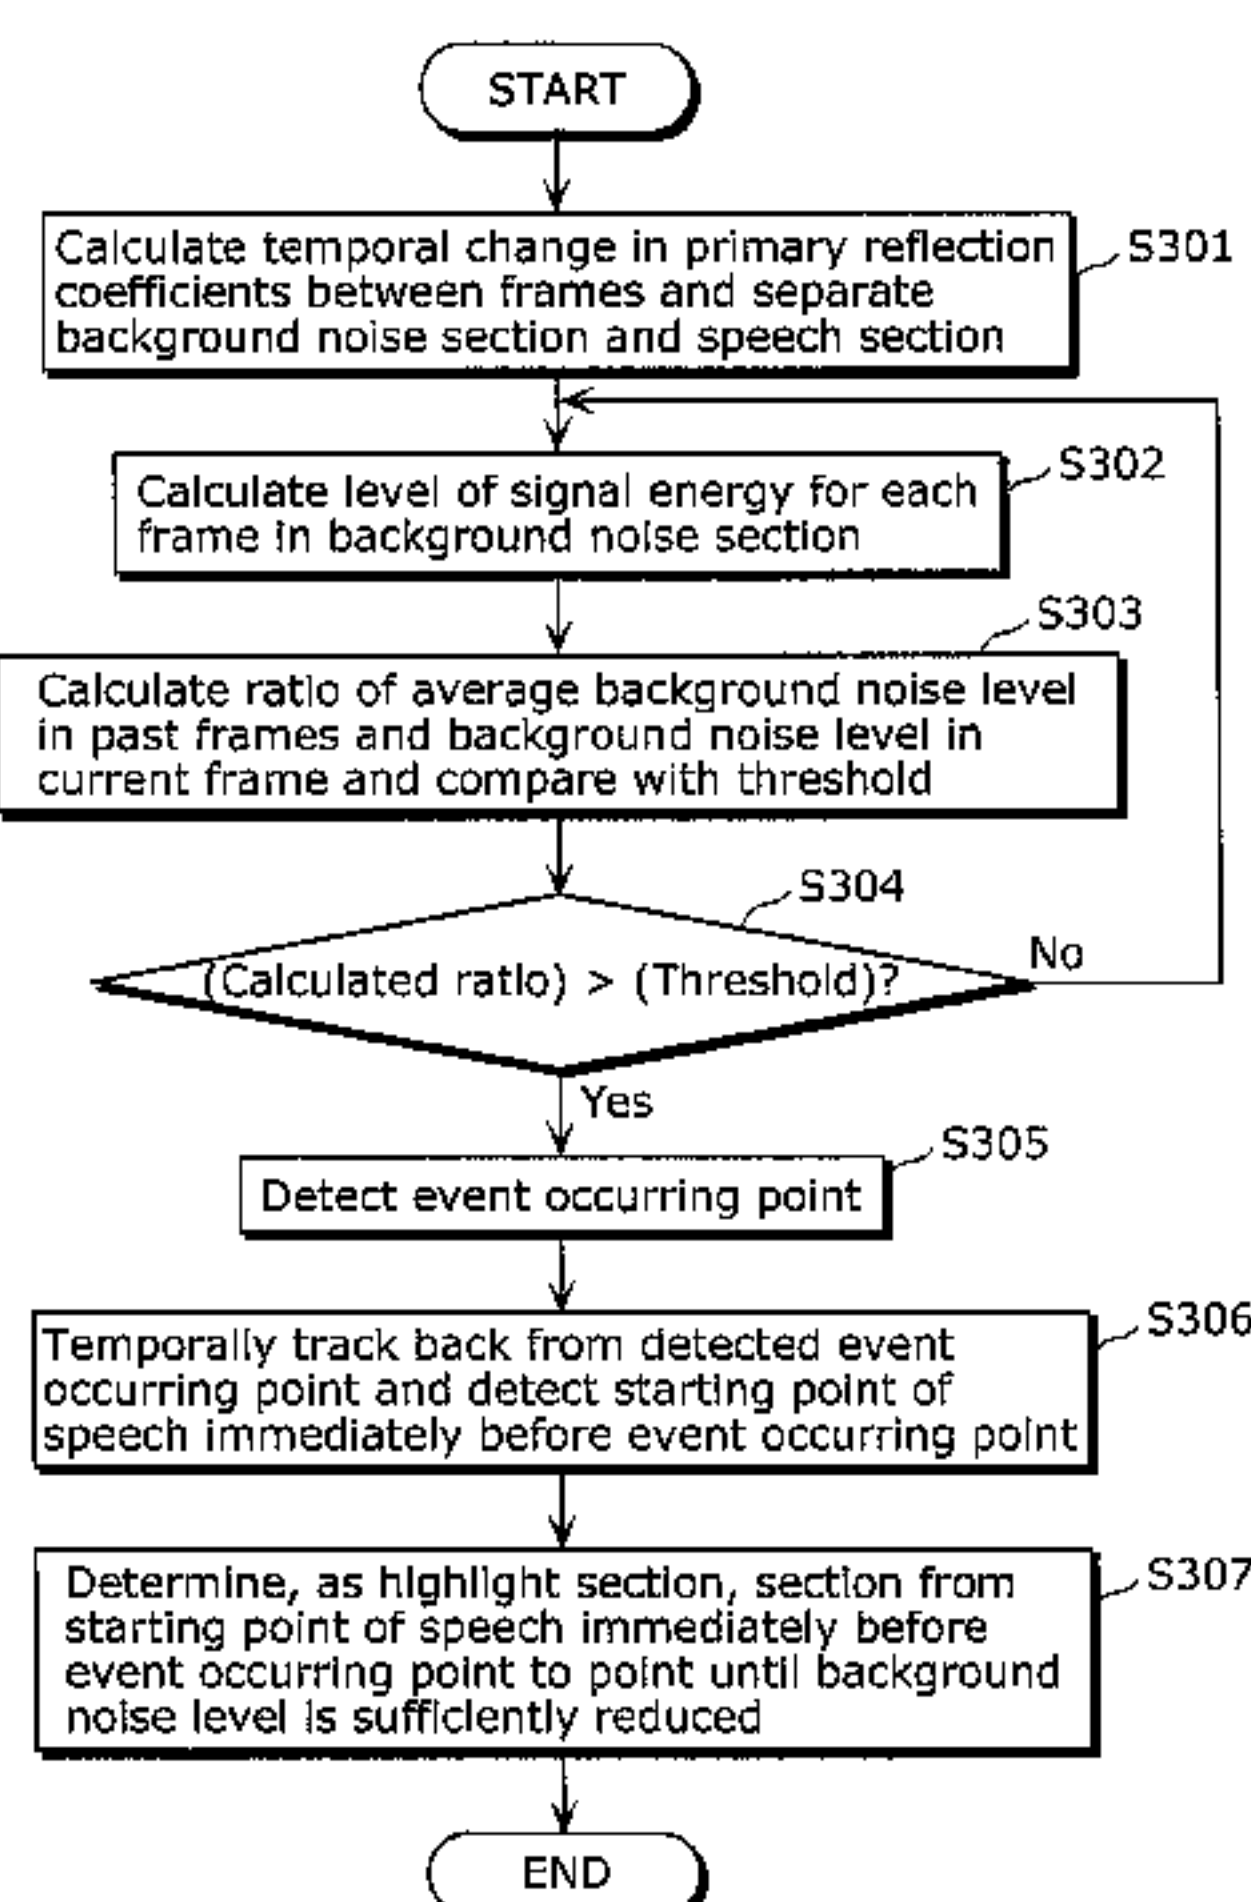 START
Calculate temporal change in primary reflection
coefficients between frames and separate
background noise section and speech section
S301
Calculate level of signal energy for each
frame in background noise section
S302
S303
Calculate ratio of average background noise level
in past frames and background noise level in
current frame and compare with threshold
S304
(Calculated ratio) > (Threshold)?
No
Yes
S305
Detect event occurring point
S306
Temporally track back from detected event
occurring point and detect starting point of
speech immediately before event occurring point
S307
Determine, as highlight section, section from
starting point of speech immediately before
event occurring point to point until background
noise level is sufficiently reduced
END